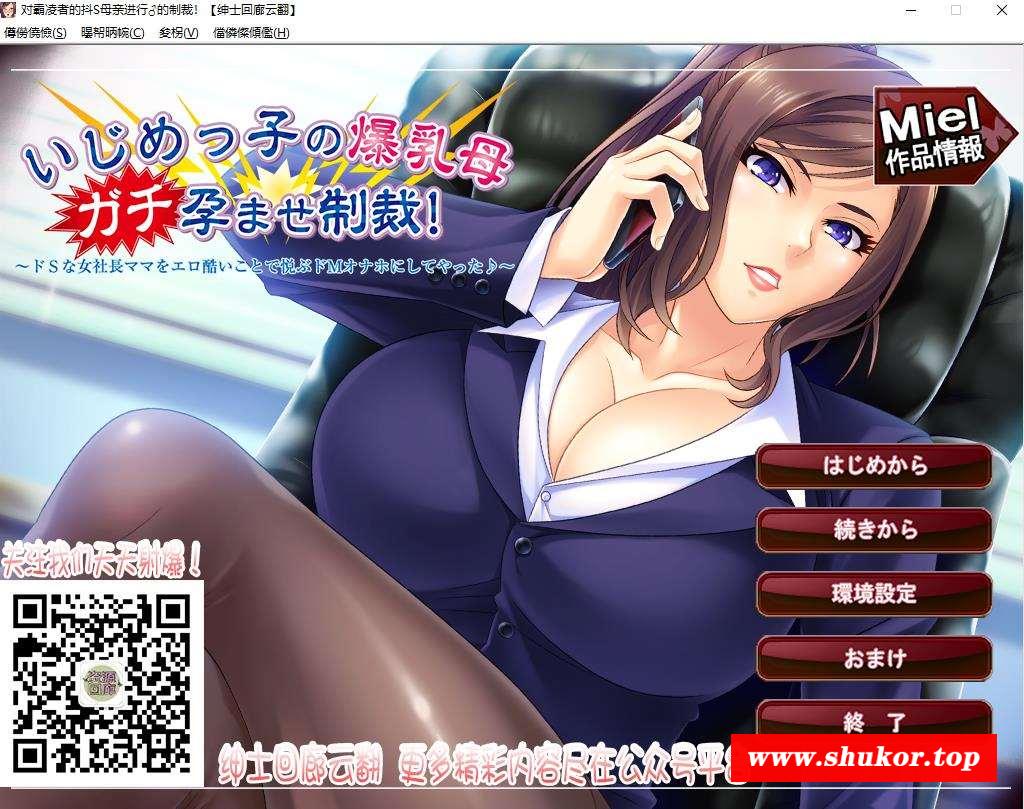 对霸凌者的抖S母亲进行♂的制裁！【绅士回廊云翻】
(S) (C) (V) (H)
いじめっ子の爆乳母
ガチ孕ませ制裁!
～ドSな女社長ママをエロ酷いことで悦ぶドMオナホにしてやった♪～
Miel
作品情報
はじめから
続きから
環境設定
おまけ
終了
关注我们天天射爆！
资源
回廊
绅士回廊云翻 更多精彩内容尽在公众号平台
www.shukor.top